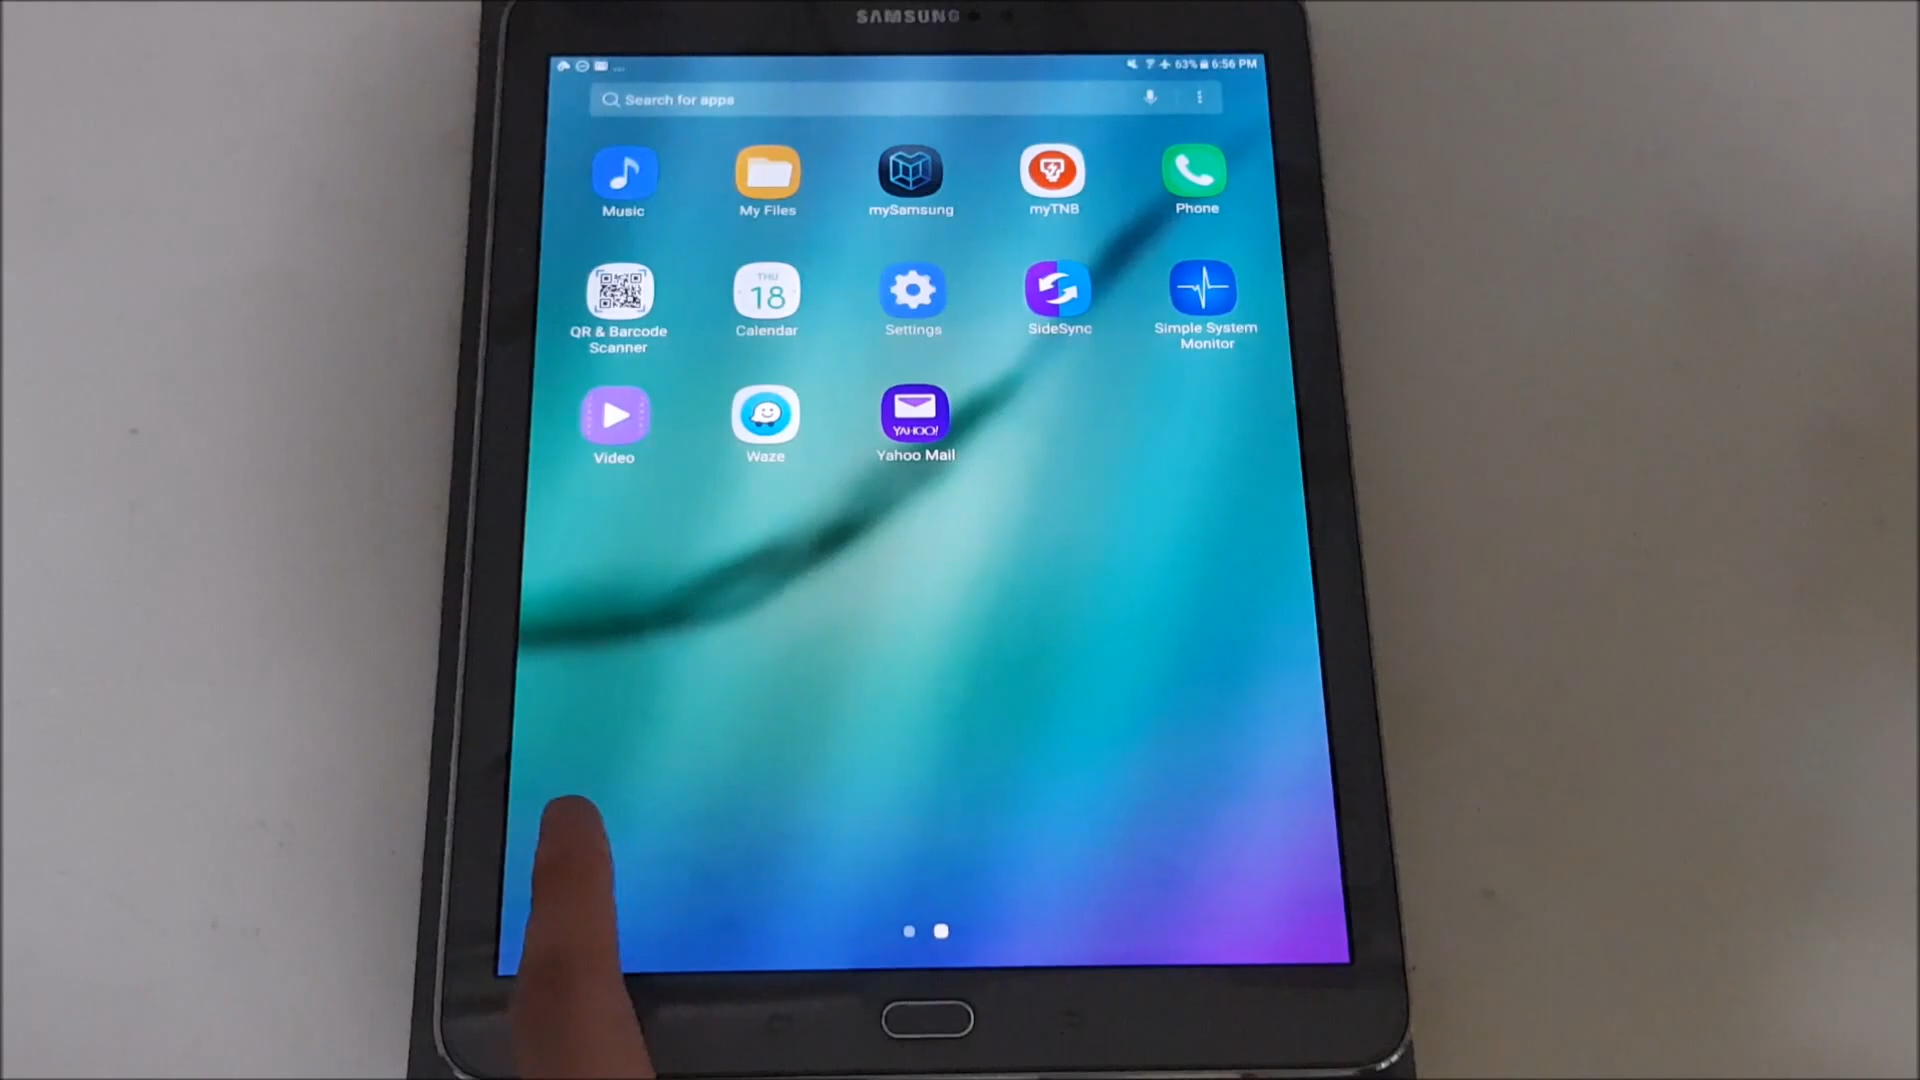 SAMSUNG
63% 6:56 PM
Search for apps
Music
My Files
mySamsung
myTNB
Phone
QR & Barcode
Scanner
THU
18
Calendar
Settings
SideSync
Simple System
Monitor
Video
Waze
YAHOO!
Yahoo Mail